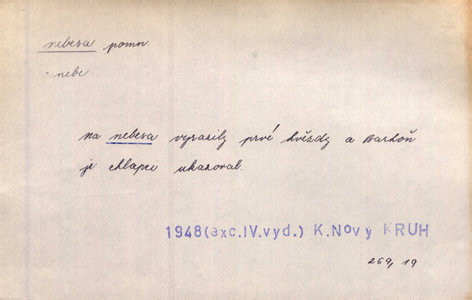 nebesa pomn.
nebe
na nebesa vyrazily prvé hvězdy a Bartoň
je chlapci ukazoval.
1948(exc.IV.vyd.) K.Nový KRUH
269, 19